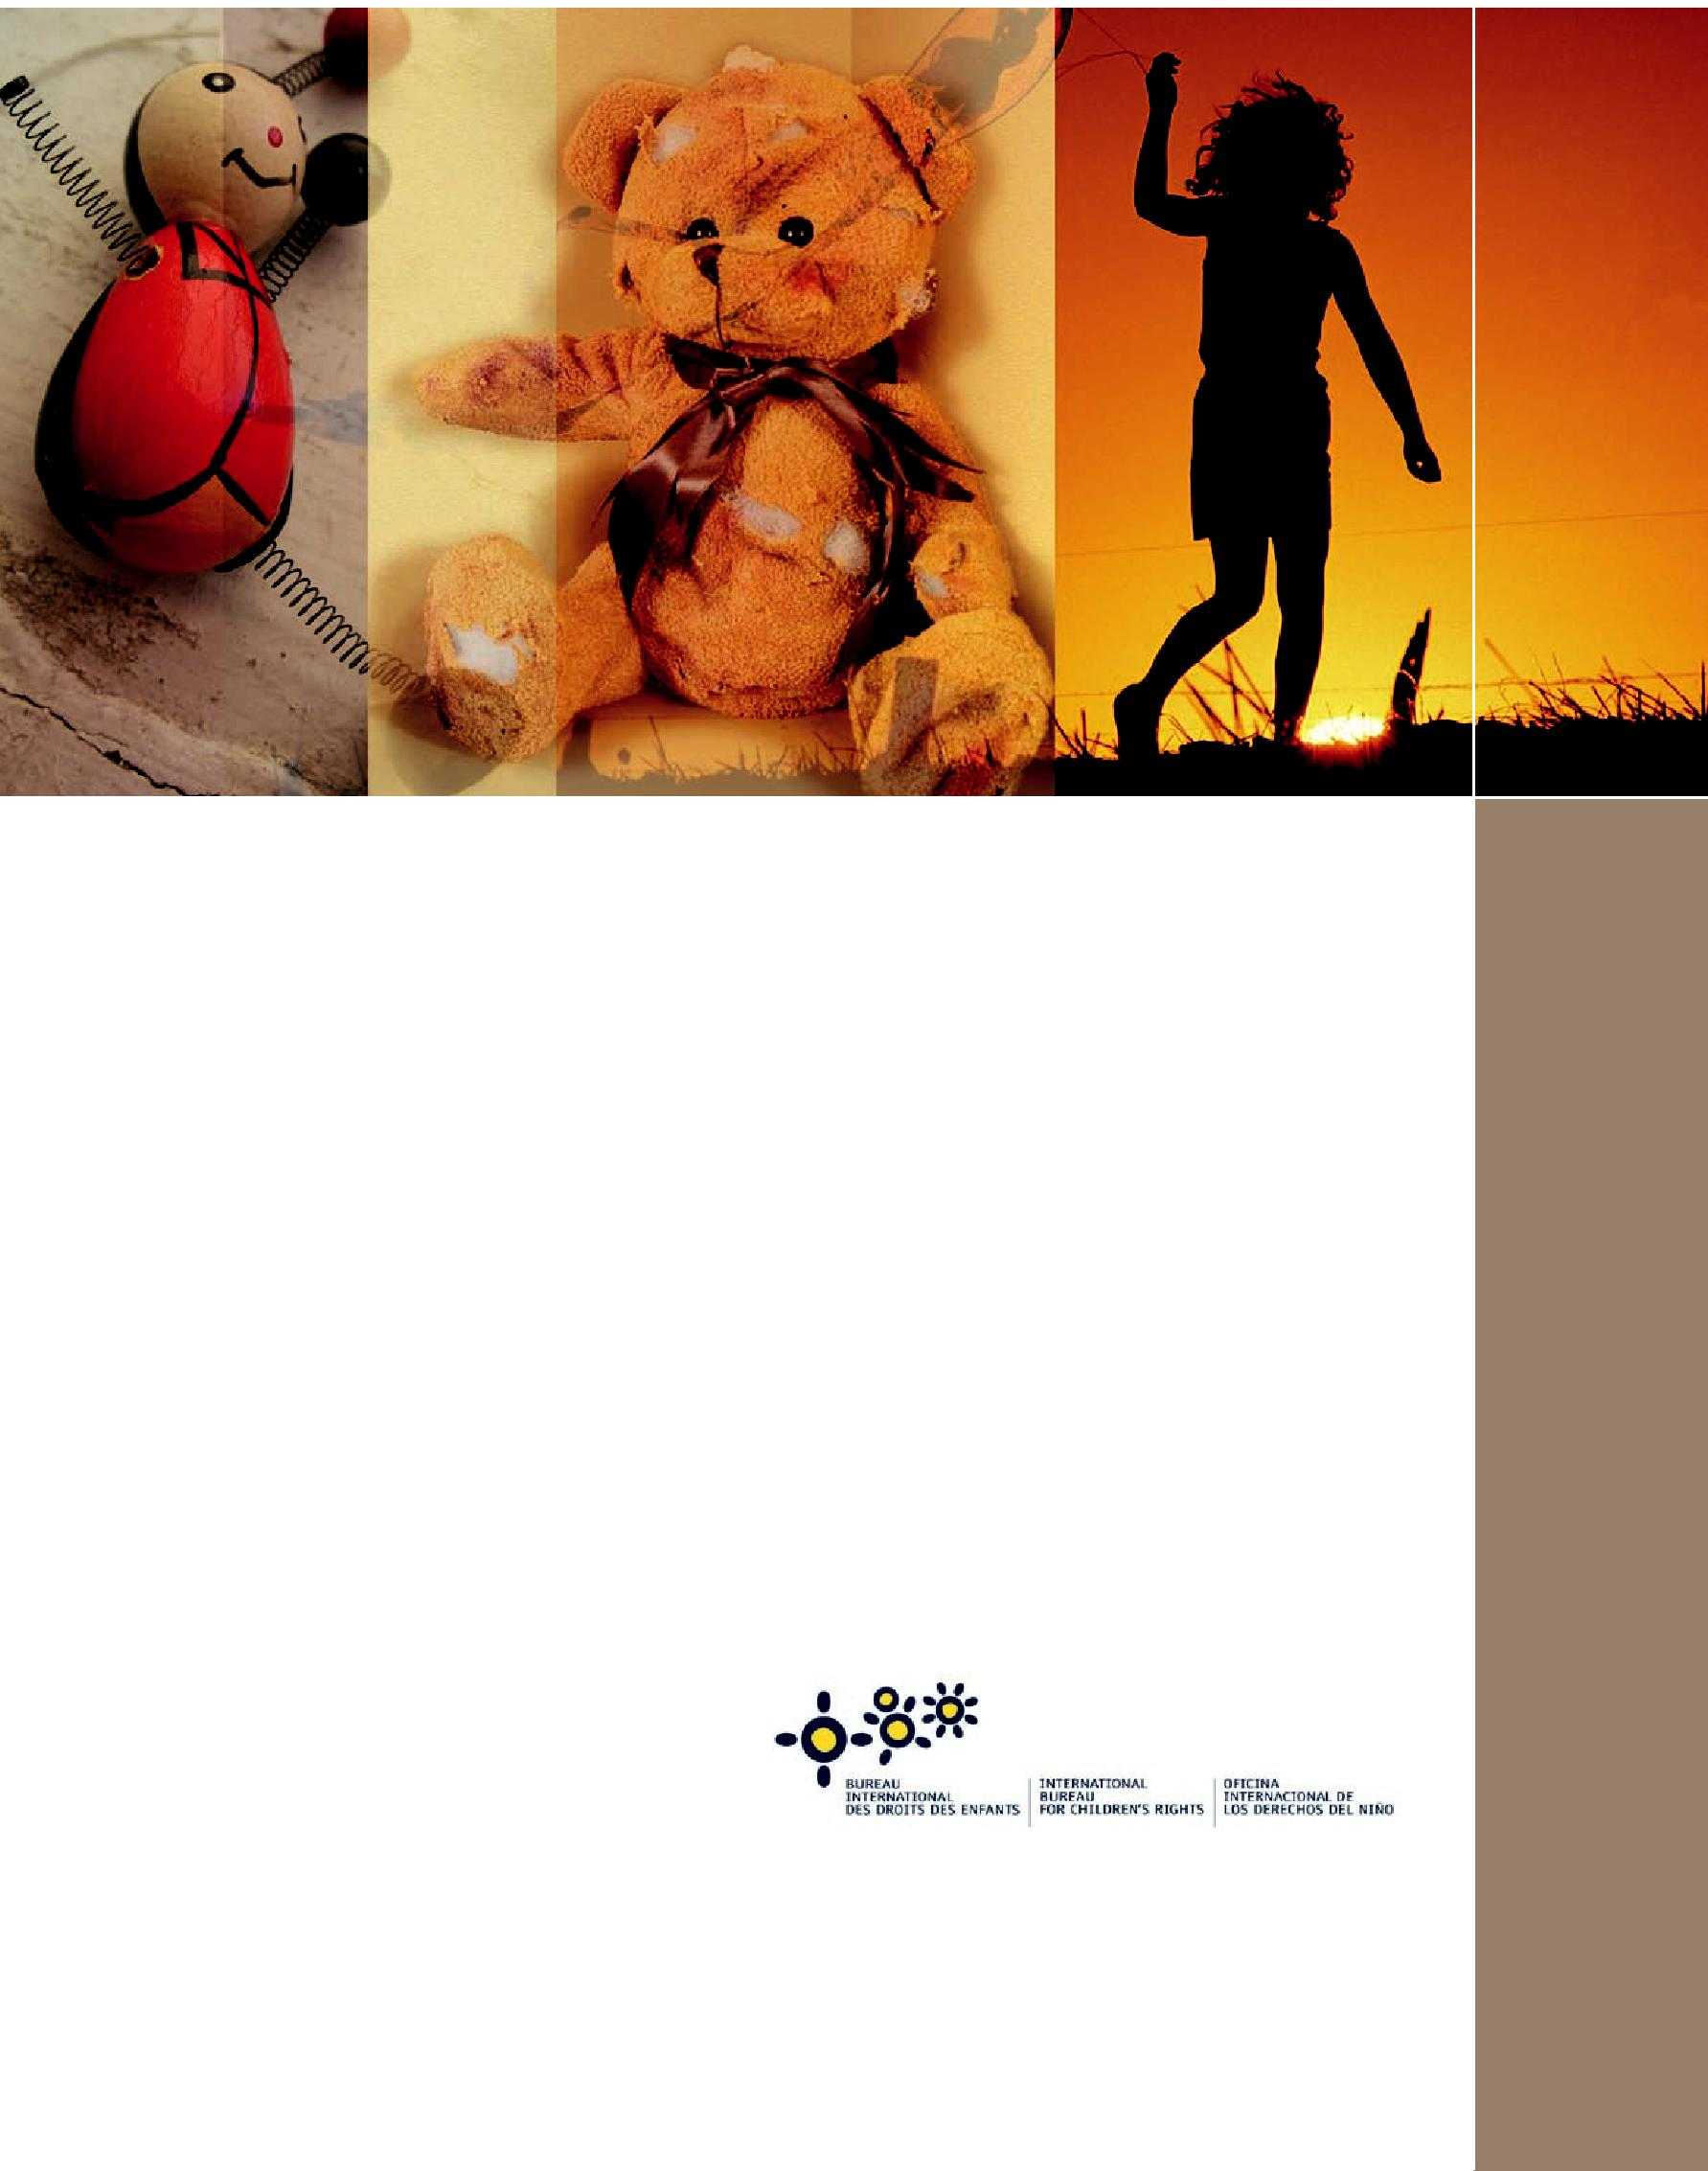 BUREAU
INTERNATIONAL
DES DROITS DES ENFANTS
INTERNATIONAL
BUREAU
FOR CHILDREN'S RIGHTS
OFICINA
INTERNACIONAL DE
LOS DERECHOS DEL NIÑO